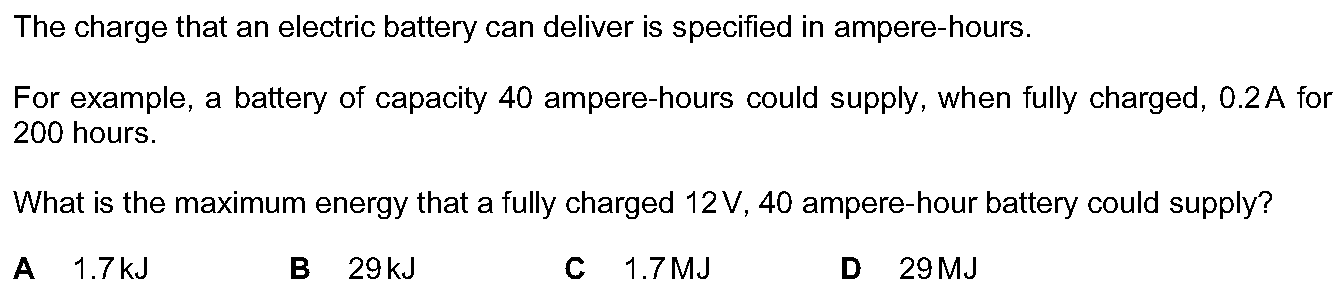 The charge that an electric battery can deliver is specified in ampere-hours.
For example, a battery of capacity 40 ampere-hours could supply, when fully charged, 0.2 A for
200 hours.
What is the maximum energy that a fully charged 12 V, 40 ampere-hour battery could supply?
A 1.7 kJ B 29 kJ C 1.7 MJ D 29 MJ